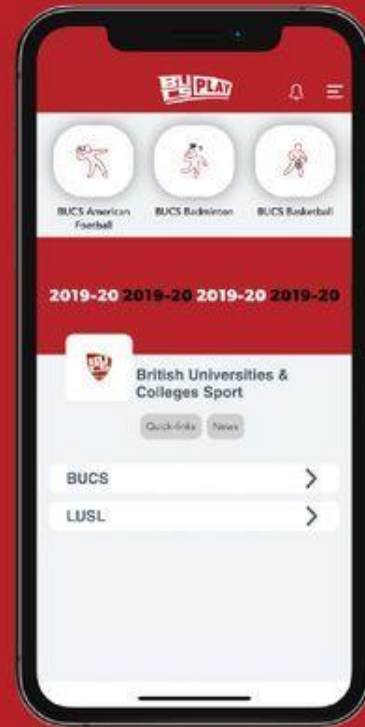 BUCS PLAY
BUCS American
Football
BUCS Badminton
BUCS Basketball
2019-20 2019-20 2019-20 2019-20
BUCS
British Universities &
Colleges Sport
Quick-links
News
BUCS
LUSL